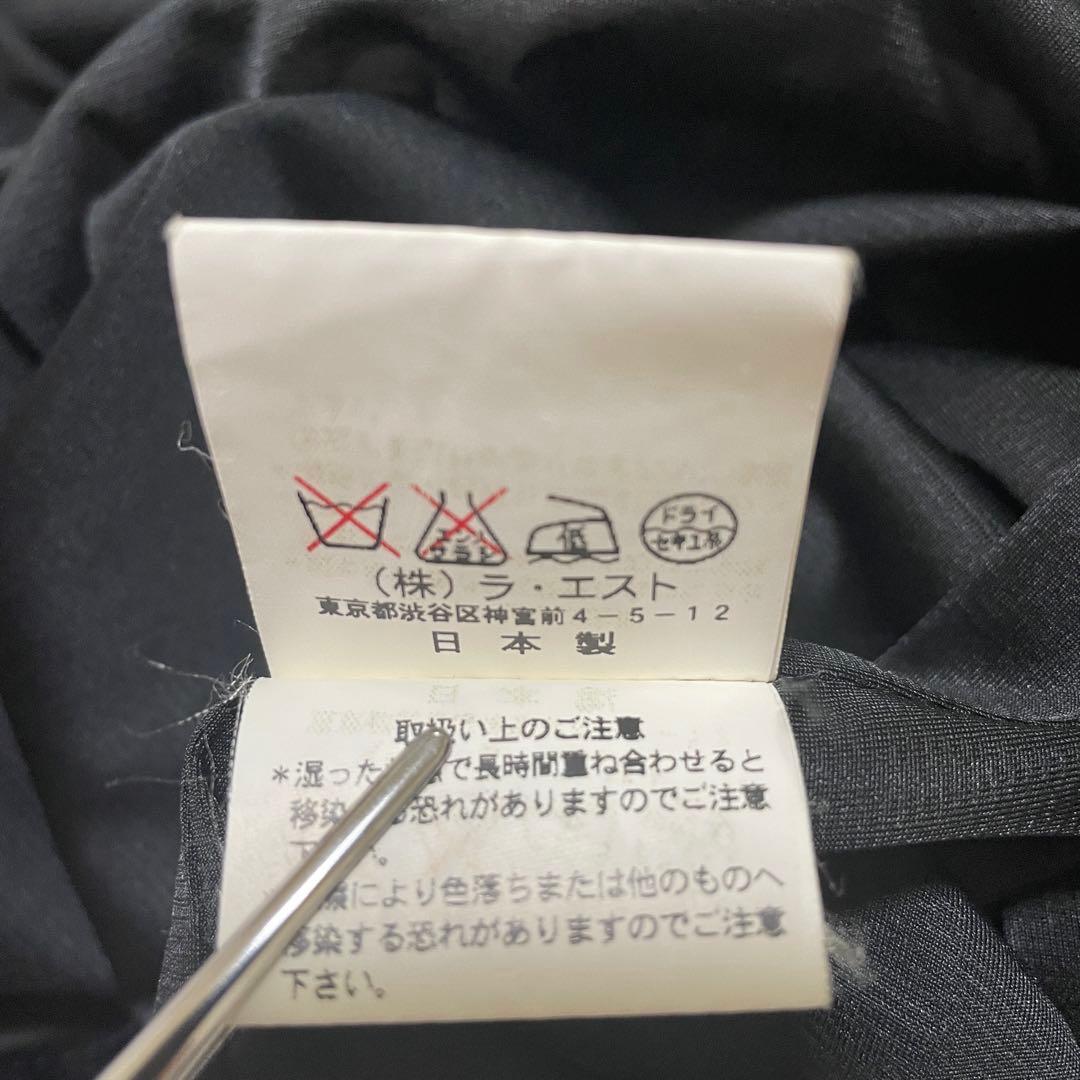 エンソ
サラシ
低
ドライ
セキユ系
(株)ラ・エスト
東京都渋谷区神宮前4-5-12
日本製
取扱い上のご注意
*湿った で長時間重ね合わせると
移染 る恐れがありますのでご注意
下 い。
により色落ちまたは他のものへ
移染する恐れがありますのでご注意
下さい。